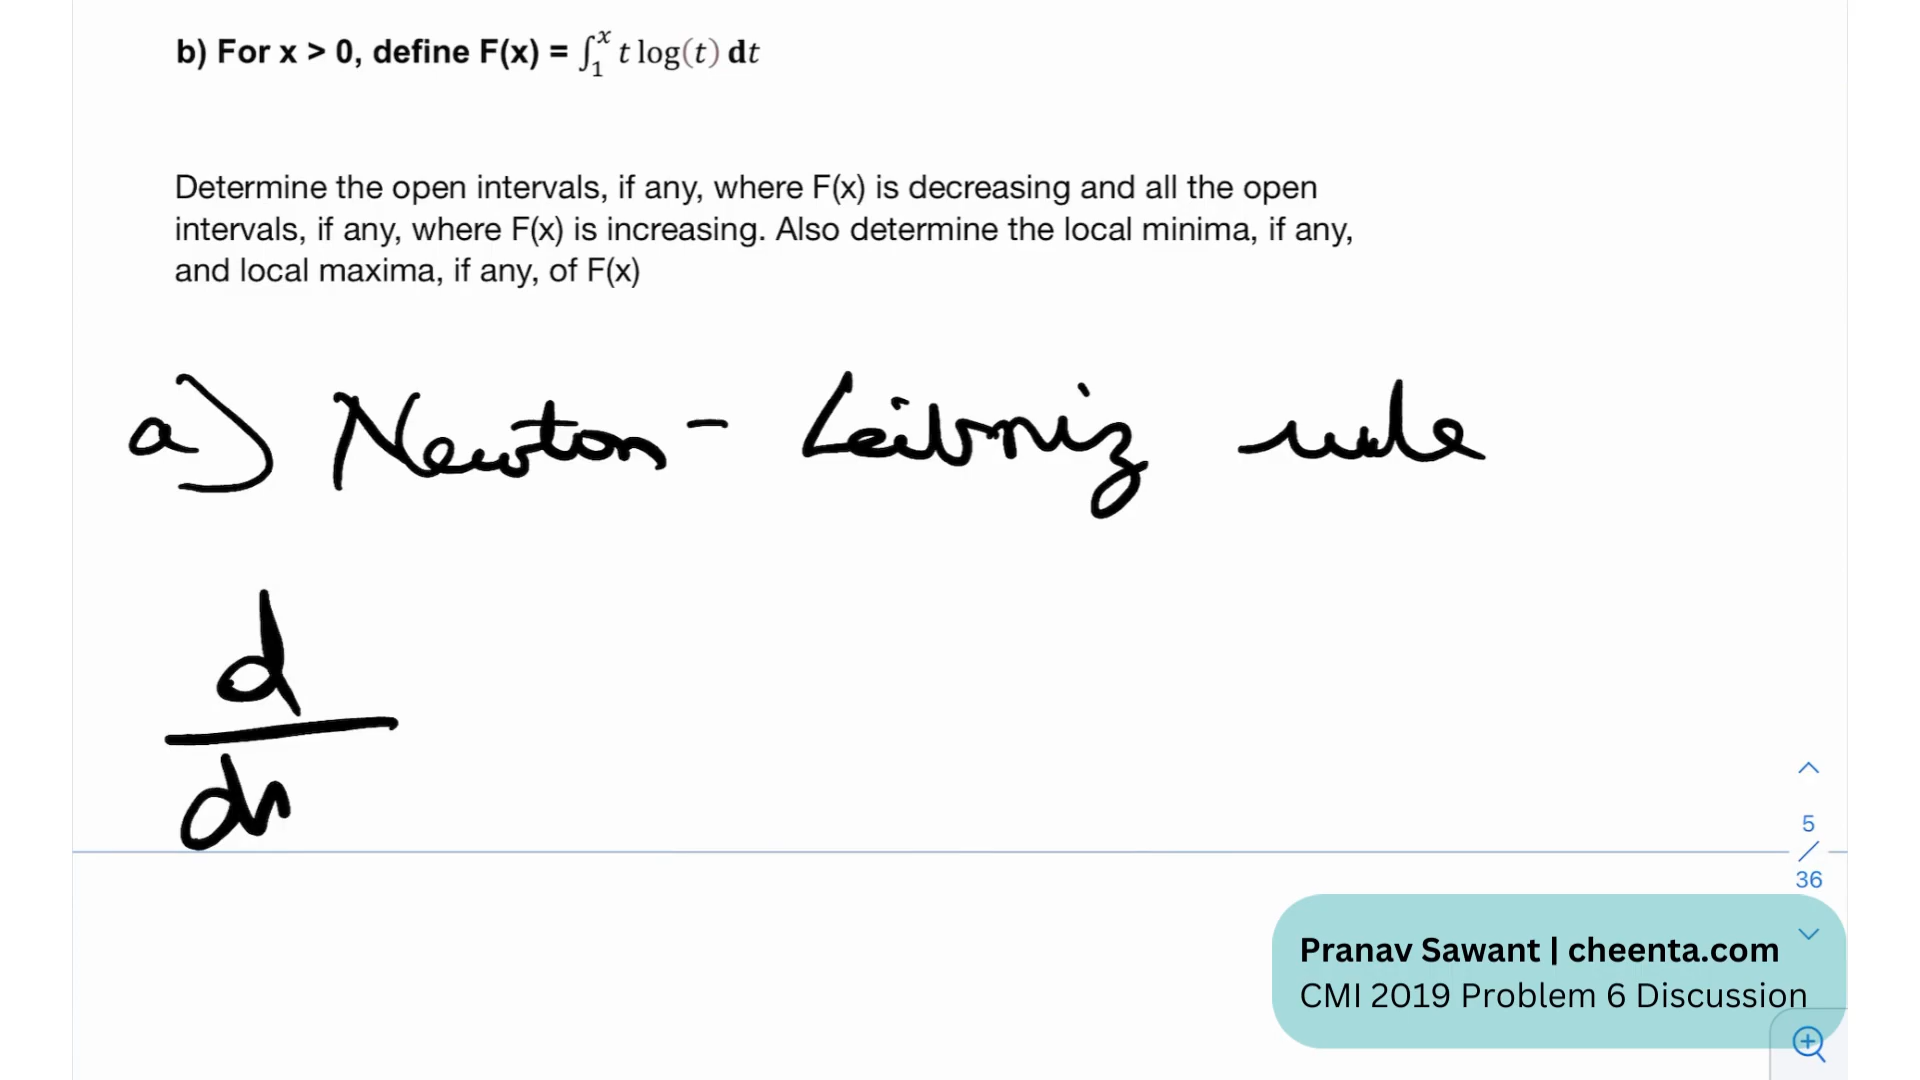 b) For x > 0, define F(x) = ∫₁ˣ t log(t) dt
Determine the open intervals, if any, where F(x) is decreasing and all the open
intervals, if any, where F(x) is increasing. Also determine the local minima, if any,
and local maxima, if any, of F(x)
a) Newton - Leibniz rule
d
dx
5
/
36
Pranav Sawant | cheenta.com
CMI 2019 Problem 6 Discussion